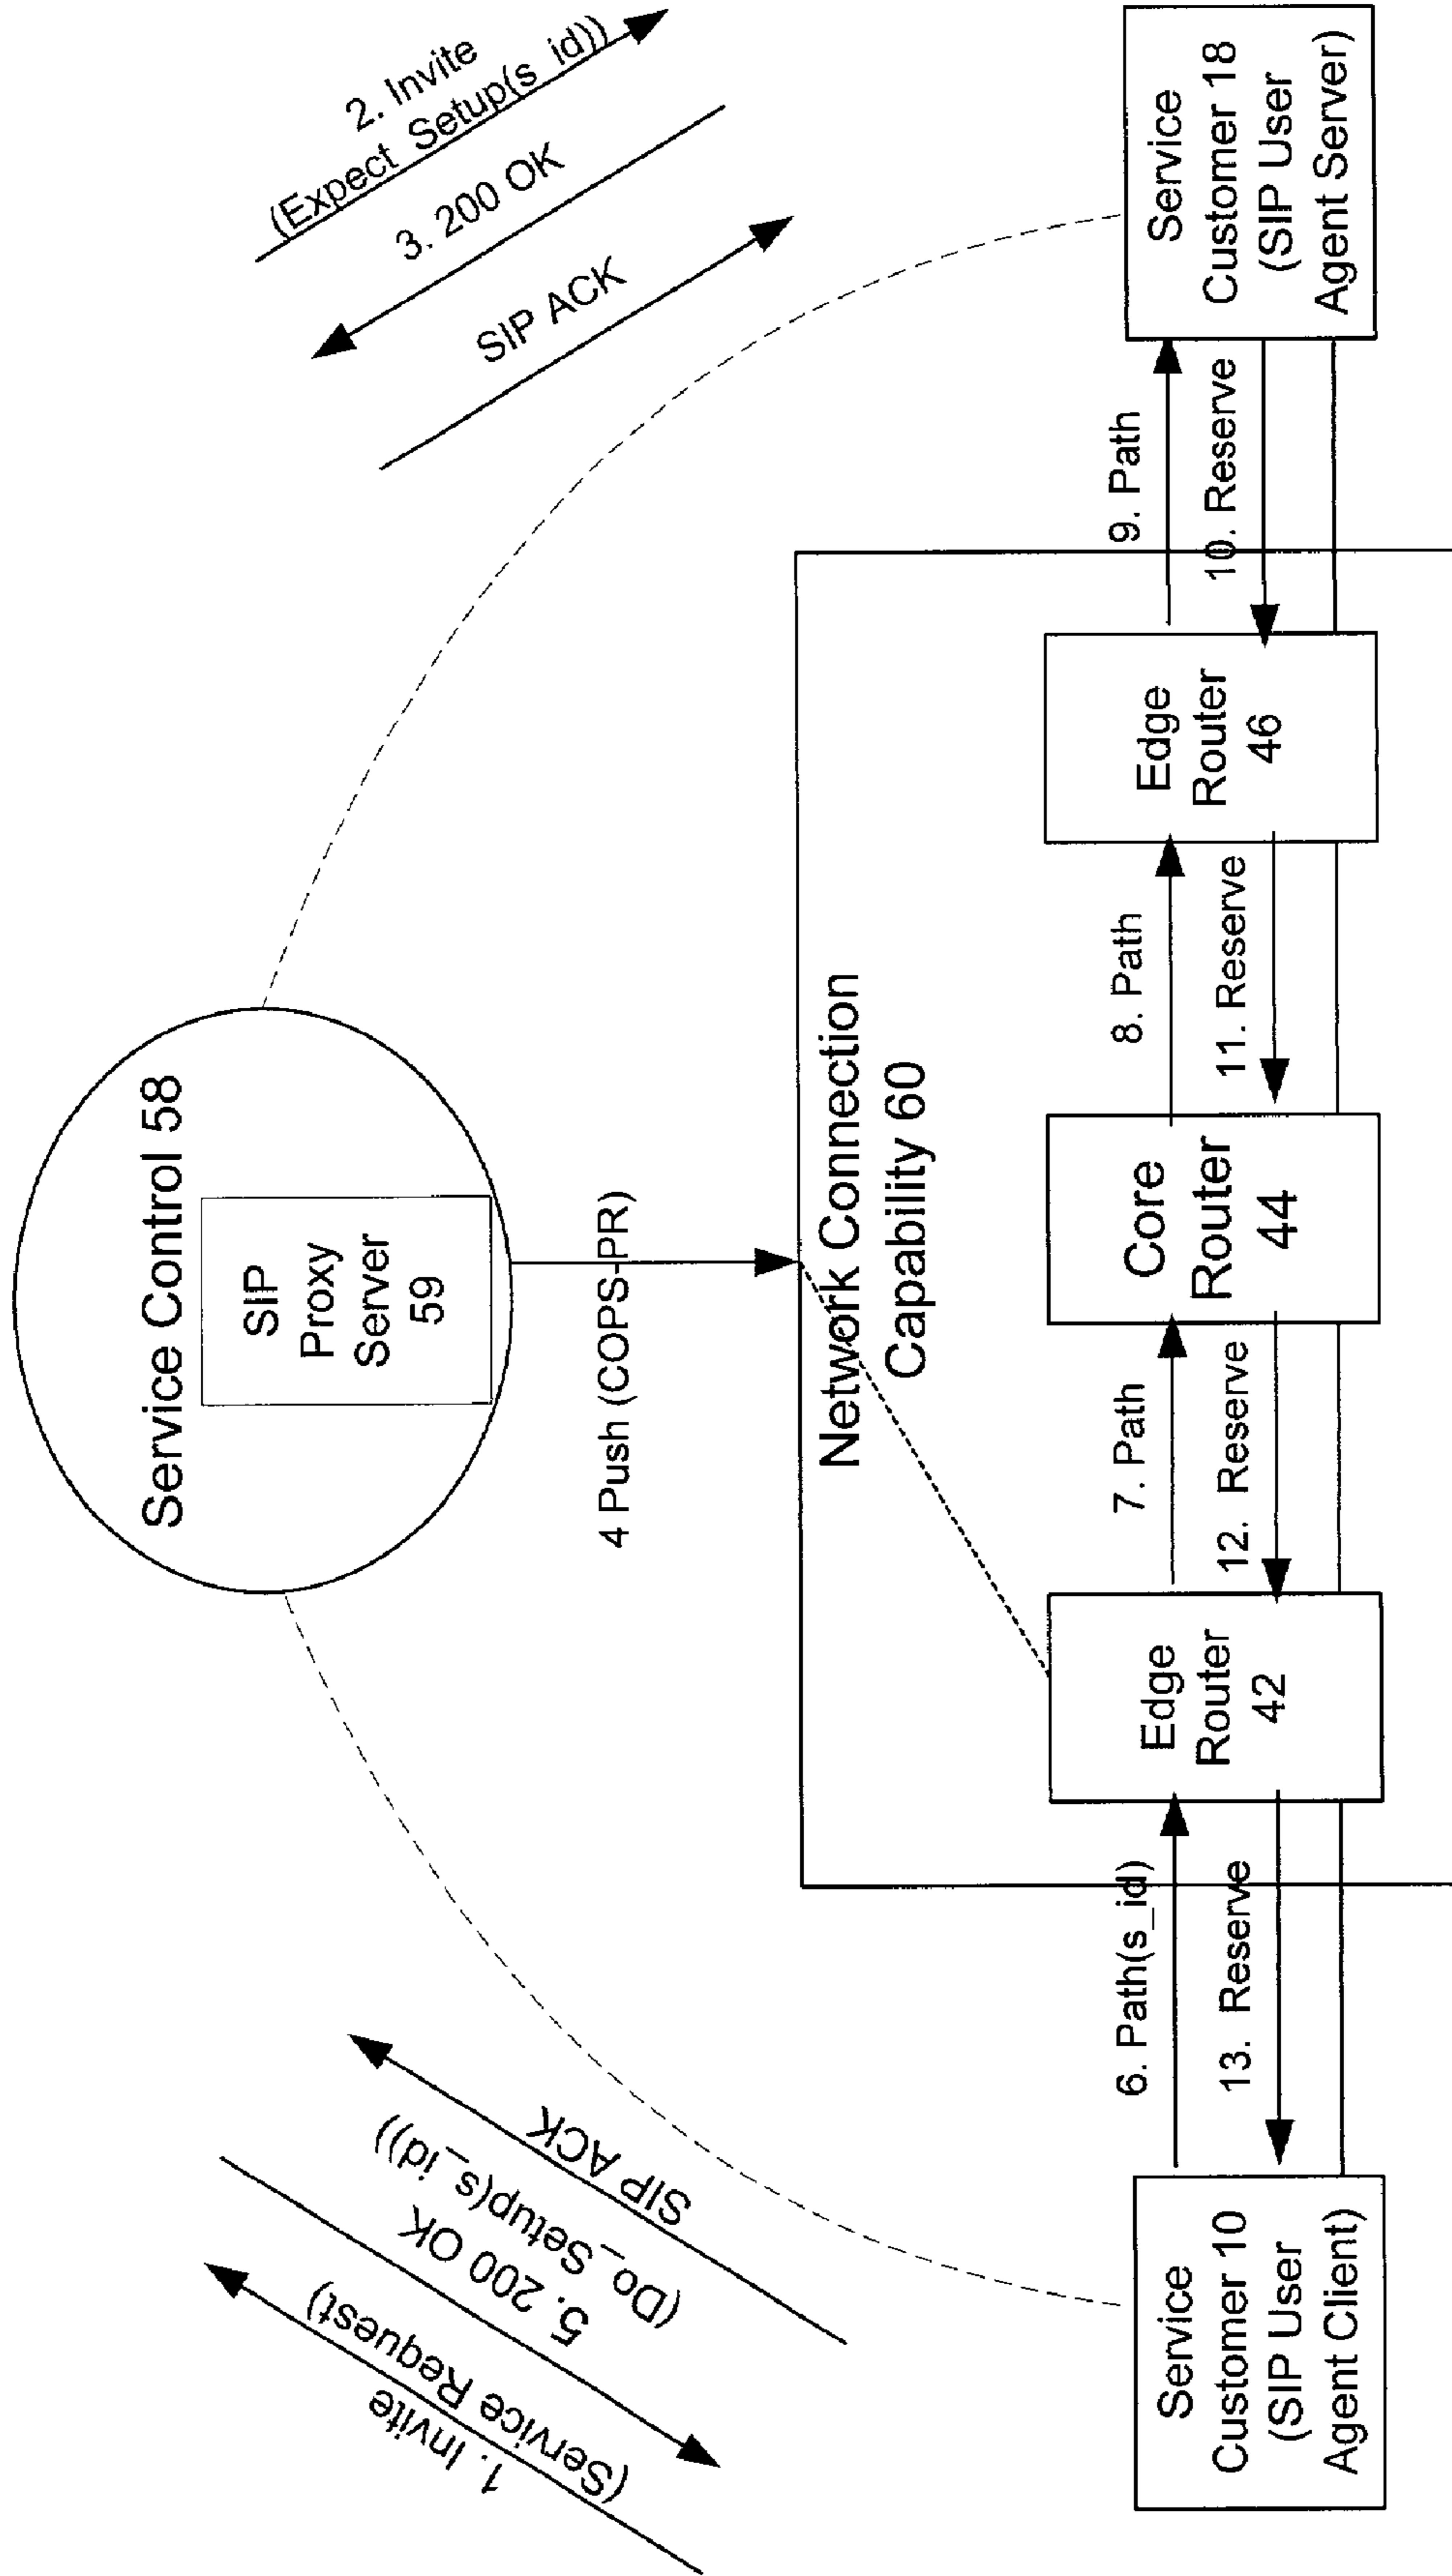 Service Control 58
SIP
Proxy
Server
59
1. Invite
(Service Request)
5. 200 OK
(Do_Setup(s_id))
SIP ACK
2. Invite
(Expect_Setup(s_id))
3. 200 OK
SIP ACK
4 Push (COPS-PR)
Network Connection
Capability 60
6. Path(s_id)
7. Path
8. Path
9. Path
13. Reserve
12. Reserve
11. Reserve
10. Reserve
Service
Customer 10
(SIP User
Agent Client)
Edge
Router
42
Core
Router
44
Edge
Router
46
Service
Customer 18
(SIP User
Agent Server)